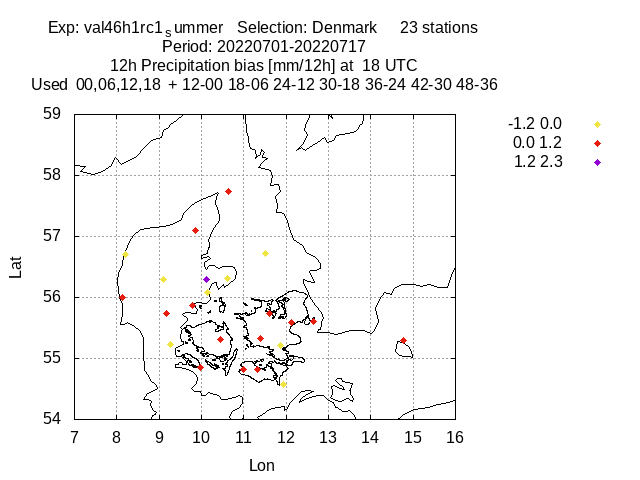 Exp: val46h1rc1summer   Selection: Denmark     23 stations
Period: 20220701-20220717
12h Precipitation bias [mm/12h] at  18 UTC
Used  00,06,12,18  + 12-00 18-06 24-12 30-18 36-24 42-30 48-36
-1.2 0.0
0.0 1.2
1.2 2.3
59
58
57
56
55
54
Lat
7 8 9 10 11 12 13 14 15 16
Lon